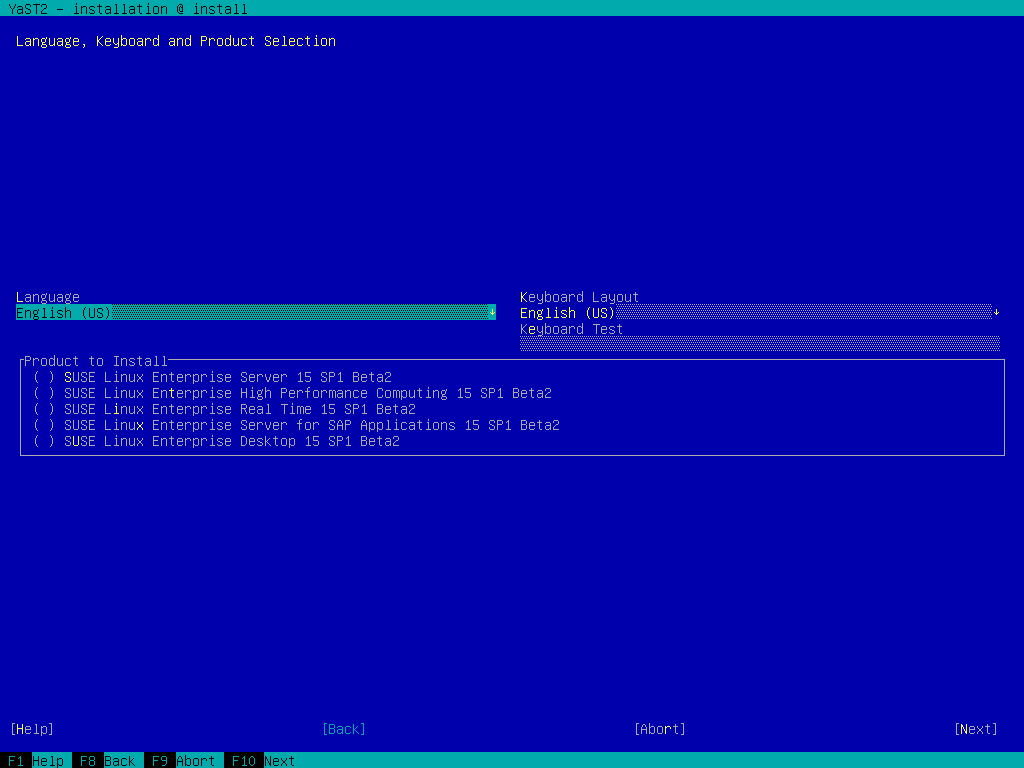 YaST2 - installation @ install
Language, Keyboard and Product Selection
Language
English (US)
Keyboard Layout
English (US)
Keyboard Test
Product to Install
( ) SUSE Linux Enterprise Server 15 SP1 Beta2
( ) SUSE Linux Enterprise High Performance Computing 15 SP1 Beta2
( ) SUSE Linux Enterprise Real Time 15 SP1 Beta2
( ) SUSE Linux Enterprise Server for SAP Applications 15 SP1 Beta2
( ) SUSE Linux Enterprise Desktop 15 SP1 Beta2
[Help] [Back] [Abort] [Next]
F1 Help F8 Back F9 Abort F10 Next